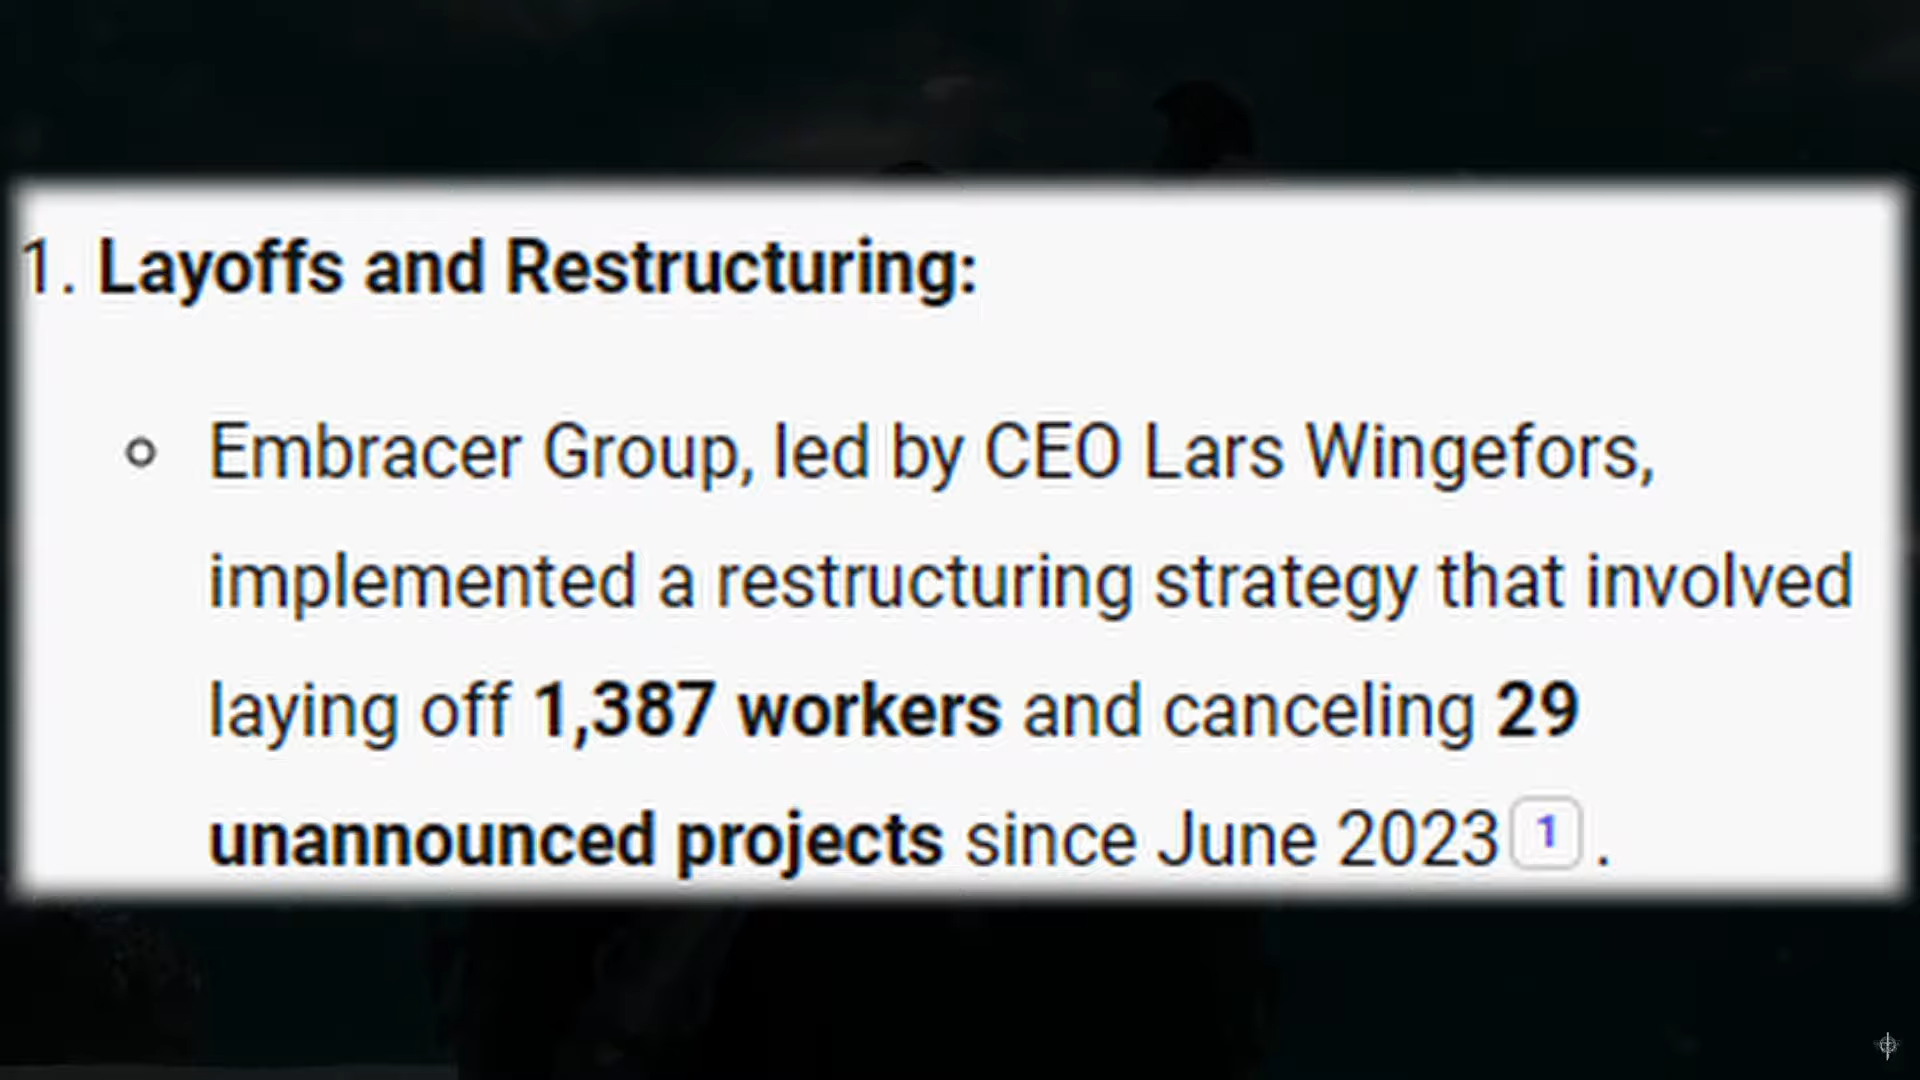 1. Layoffs and Restructuring:
Embracer Group, led by CEO Lars Wingefors,
implemented a restructuring strategy that involved
laying off 1,387 workers and canceling 29
unannounced projects since June 2023 1 .